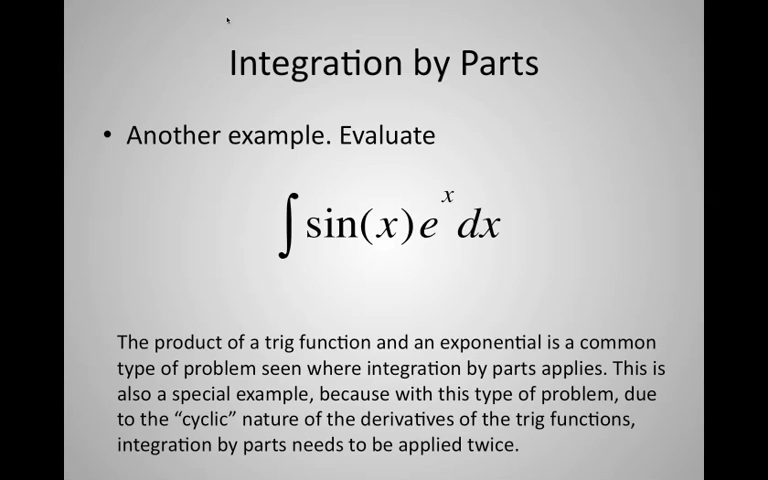 Integration by Parts
• Another example. Evaluate
∫ sin(x)eˣ dx
The product of a trig function and an exponential is a common
type of problem seen where integration by parts applies. This is
also a special example, because with this type of problem, due
to the “cyclic” nature of the derivatives of the trig functions,
integration by parts needs to be applied twice.